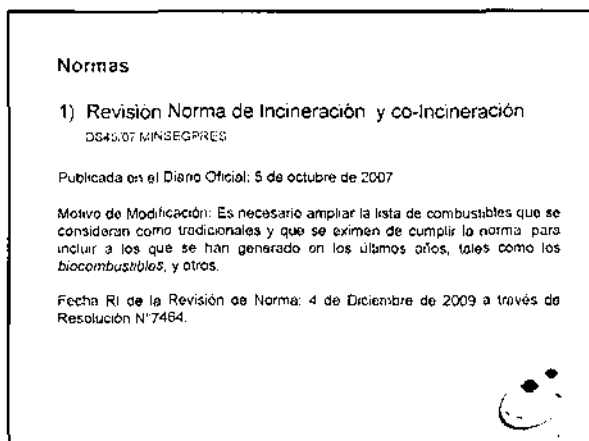 Normas
1) Revisión Norma de Incineración y co-Incineración
DS45/07 MINSEGPRES
Publicada en el Diario Oficial: 5 de octubre de 2007
Motivo de Modificación: Es necesario ampliar la lista de combustibles que se
consideran como tradicionales y que se eximen de cumplir la norma para
incluir a los que se han generado en los últimos años, tales como los
biocombustibles, y otros.
Fecha RI de la Revisión de Norma: 4 de Diciembre de 2009 a través de
Resolución N°7464.